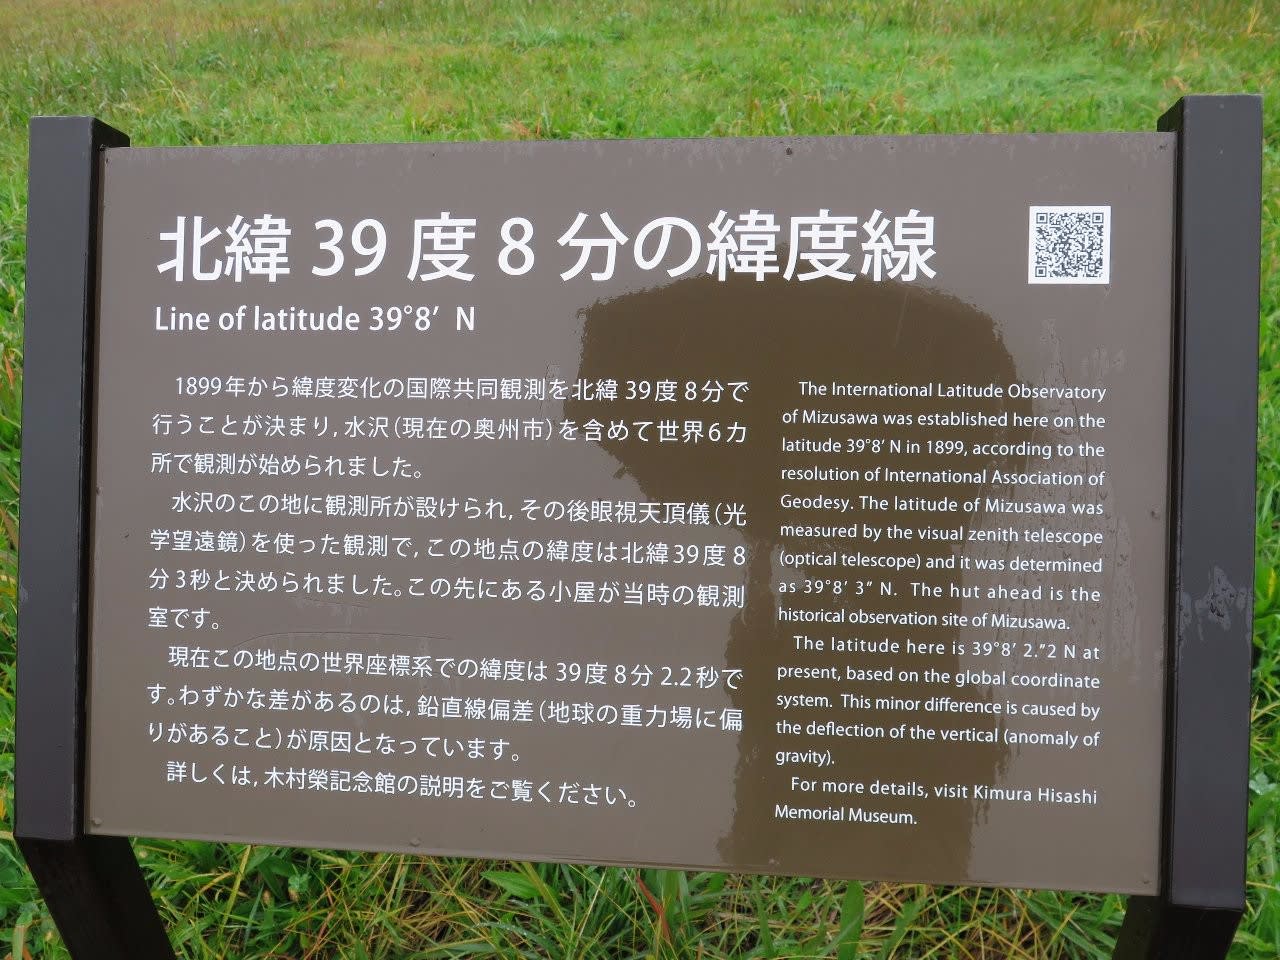 北緯 39 度 8 分の緯度線
Line of latitude 39°8′ N
1899年から緯度変化の国際共同観測を北緯 39度 8分で
行うことが決まり,水沢(現在の奥州市)を含めて世界6カ
所で観測が始められました。
水沢のこの地に観測所が設けられ,その後眼視天頂儀(光
学望遠鏡)を使った観測で,この地点の緯度は北緯39度 8
分 3秒と決められました。この先にある小屋が当時の観測
室です。
現在この地点の世界座標系での緯度は 39度 8分 2.2秒で
す。わずかな差があるのは,鉛直線偏差(地球の重力場に偏
りがあること)が原因となっています。
詳しくは,木村榮記念館の説明をご覧ください。
The International Latitude Observatory
of Mizusawa was established here on the
latitude 39°8′ N in 1899, according to the
resolution of International Association of
Geodesy. The latitude of Mizusawa was
measured by the visual zenith telescope
(optical telescope) and it was determined
as 39°8′ 3″ N. The hut ahead is the
historical observation site of Mizusawa.
The latitude here is 39°8′ 2.″2 N at
present, based on the global coordinate
system. This minor difference is caused by
the deflection of the vertical (anomaly of
gravity).
For more details, visit Kimura Hisashi
Memorial Museum.